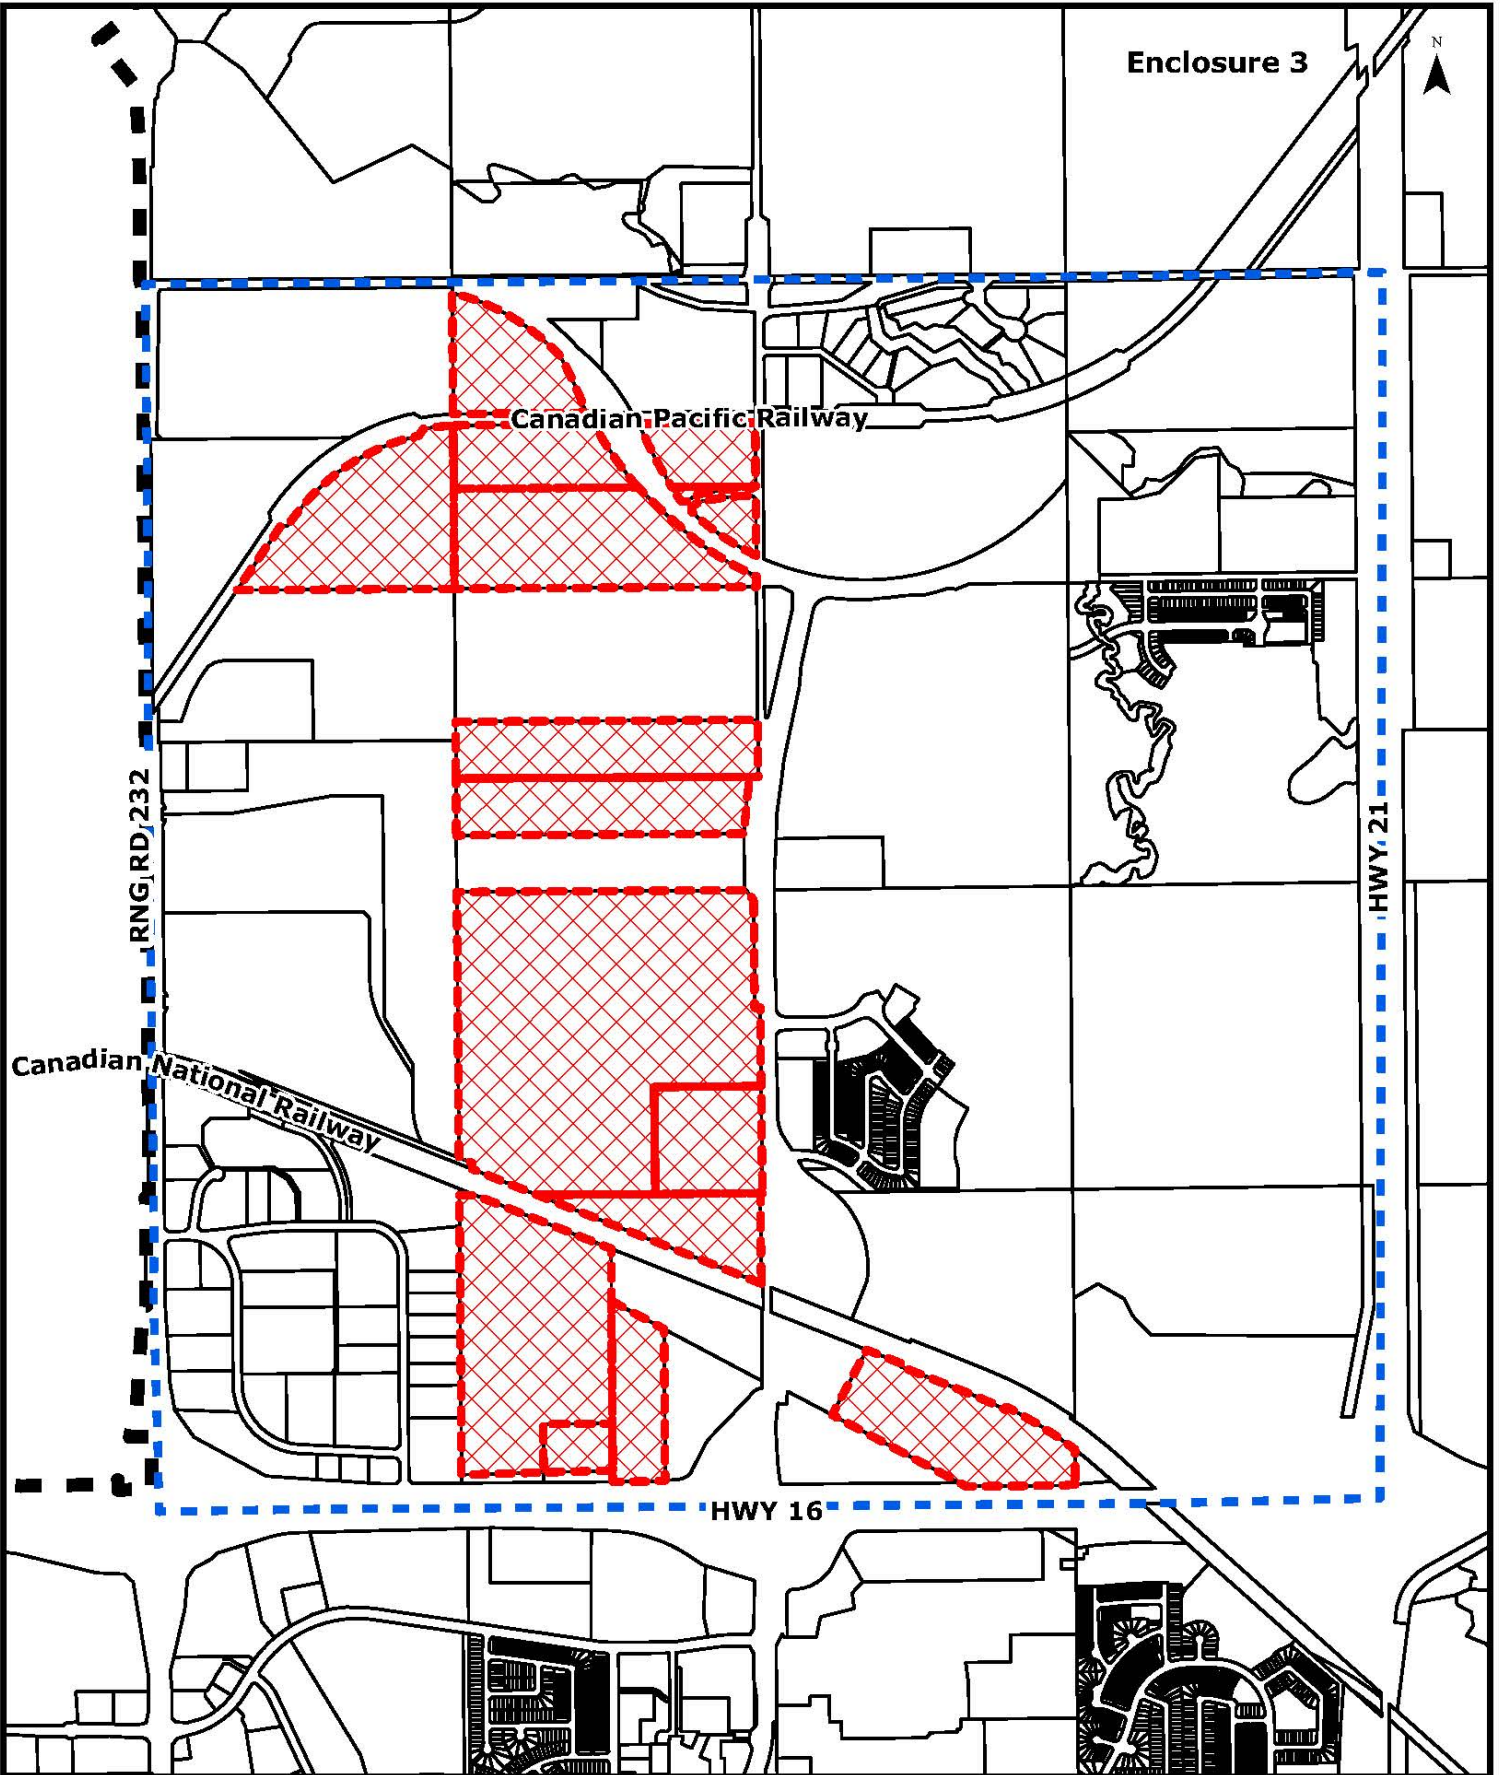 Enclosure 3
N
Canadian Pacific Railway
RNG RD 232
HWY 21
Canadian National Railway
HWY 16